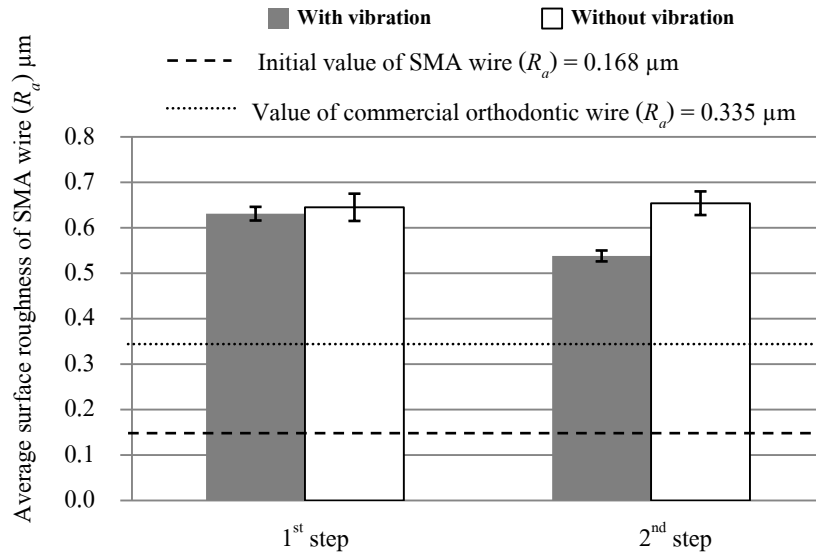 With vibration Without vibration
Initial value of SMA wire (Ra) = 0.168 µm
Value of commercial orthodontic wire (Ra) = 0.335 µm
Average surface roughness of SMA wire (Ra) µm
0.8
0.7
0.6
0.5
0.4
0.3
0.2
0.1
0.0
1st step 2nd step